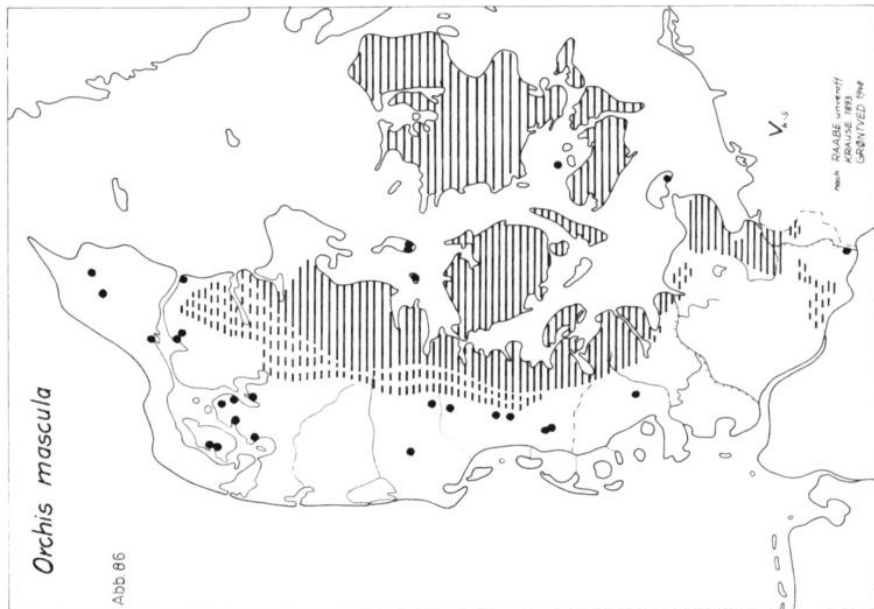 Orchis mascula
Abb. 86
nach RAABE unveröff
KRAUSE 1893
GRØNTVED 1948